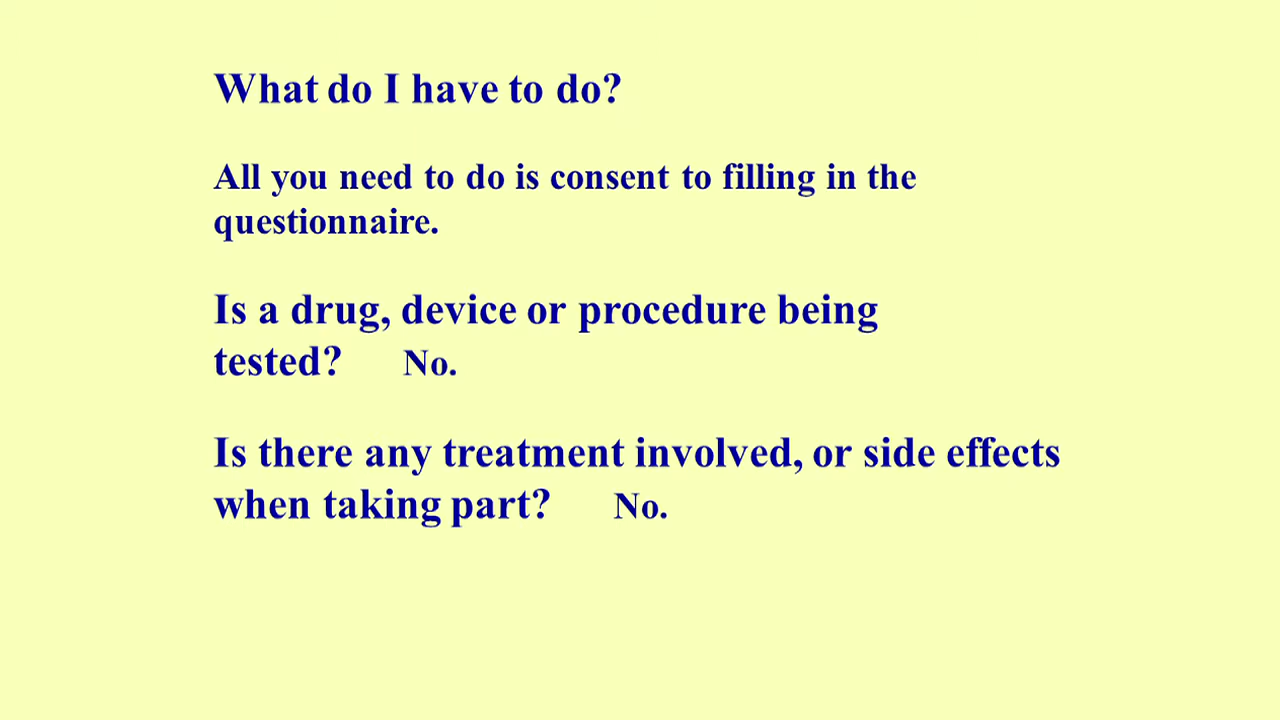 What do I have to do?
All you need to do is consent to filling in the
questionnaire.
Is a drug, device or procedure being
tested? No.
Is there any treatment involved, or side effects
when taking part? No.